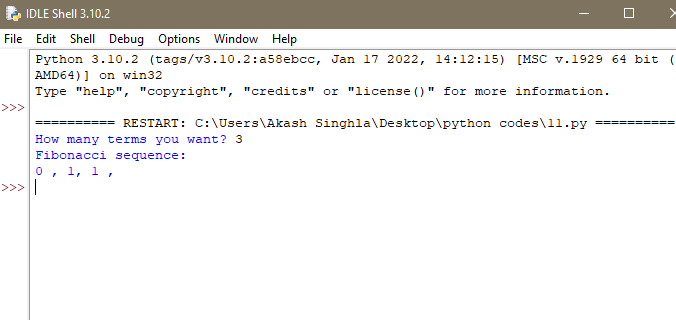 IDLE Shell 3.10.2
File Edit Shell Debug Options Window Help
Python 3.10.2 (tags/v3.10.2:a58ebcc, Jan 17 2022, 14:12:15) [MSC v.1929 64 bit (
AMD64)] on win32
Type "help", "copyright", "credits" or "license()" for more information.
>>>
========== RESTART: C:\Users\Akash Singhla\Desktop\python codes\11.py ==========
How many terms you want? 3
Fibonacci sequence:
0 , 1, 1 ,
>>>